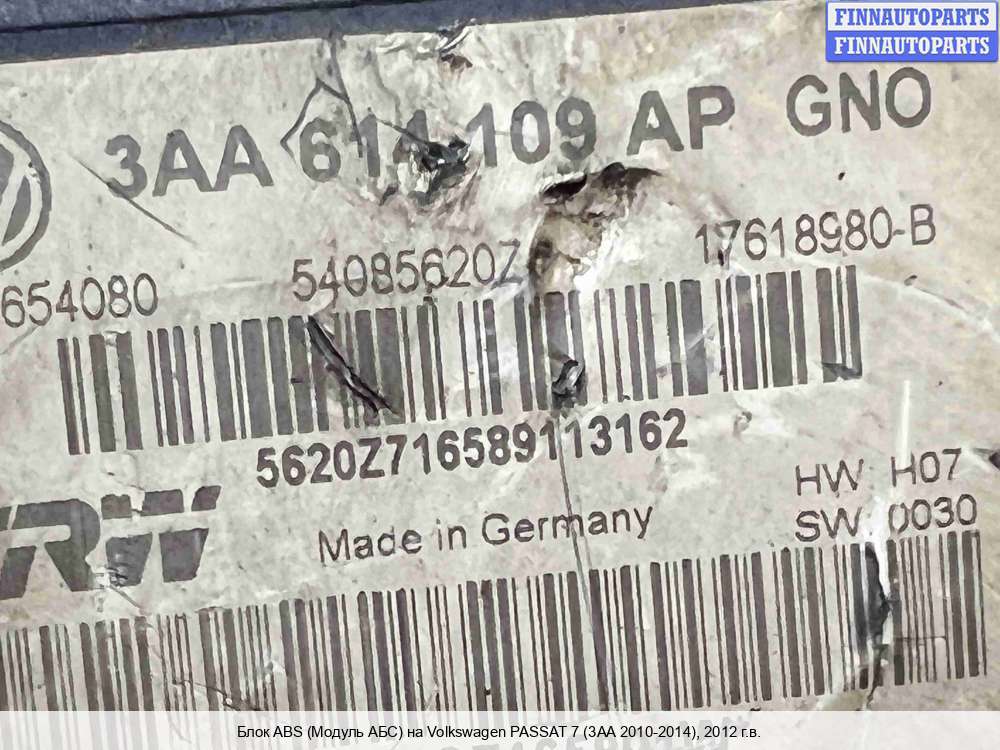 FINNAUTOPARTS
FINNAUTOPARTS
3AA 614 109 AP GNO
654080 54085620Z 17618980-B
5620Z716589113162
HW H07
TRW Made in Germany SW 0030
Блок ABS (Модуль АБС) на Volkswagen PASSAT 7 (3AA 2010-2014), 2012 г.в.